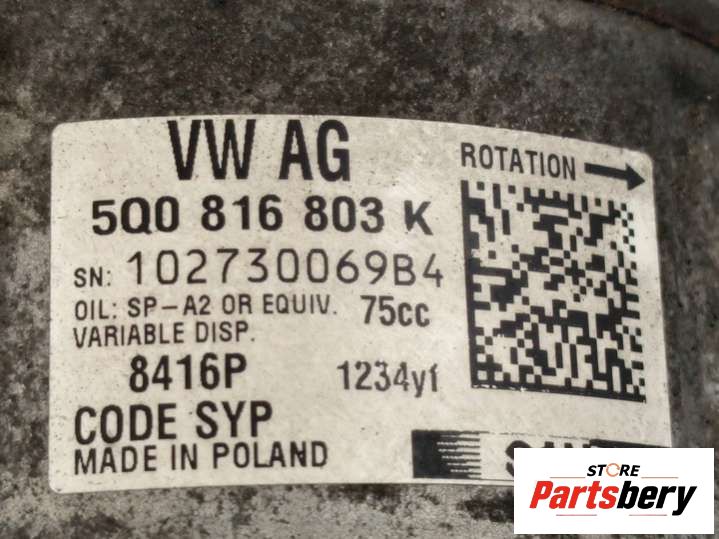 VW AG
ROTATION
5Q0 816 803 K
SN: 102730069B4
OIL: SP-A2 OR EQUIV. 75cc
VARIABLE DISP.
8416P 1234yf
CODE SYP
MADE IN POLAND
STORE
Partsbery